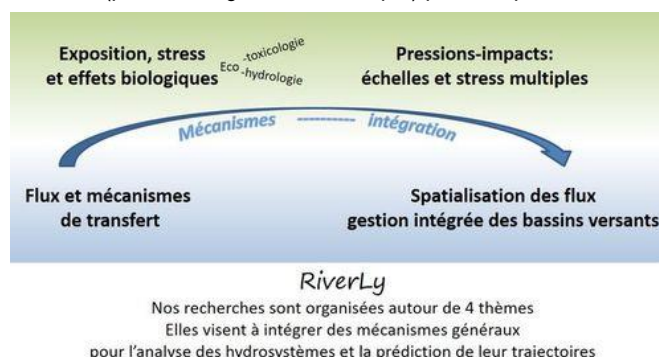 Exposition, stress
et effets biologiques
Eco -toxicologie
-hydrologie
Pressions-impacts:
échelles et stress multiples
Mécanismes ------- intégration
Flux et mécanismes
de transfert
Spatialisation des flux
gestion intégrée des bassins versants
RiverLy
Nos recherches sont organisées autour de 4 thèmes
Elles visent à intégrer des mécanismes généraux
pour l'analyse des hydrosystèmes et la prédiction de leur trajectoires